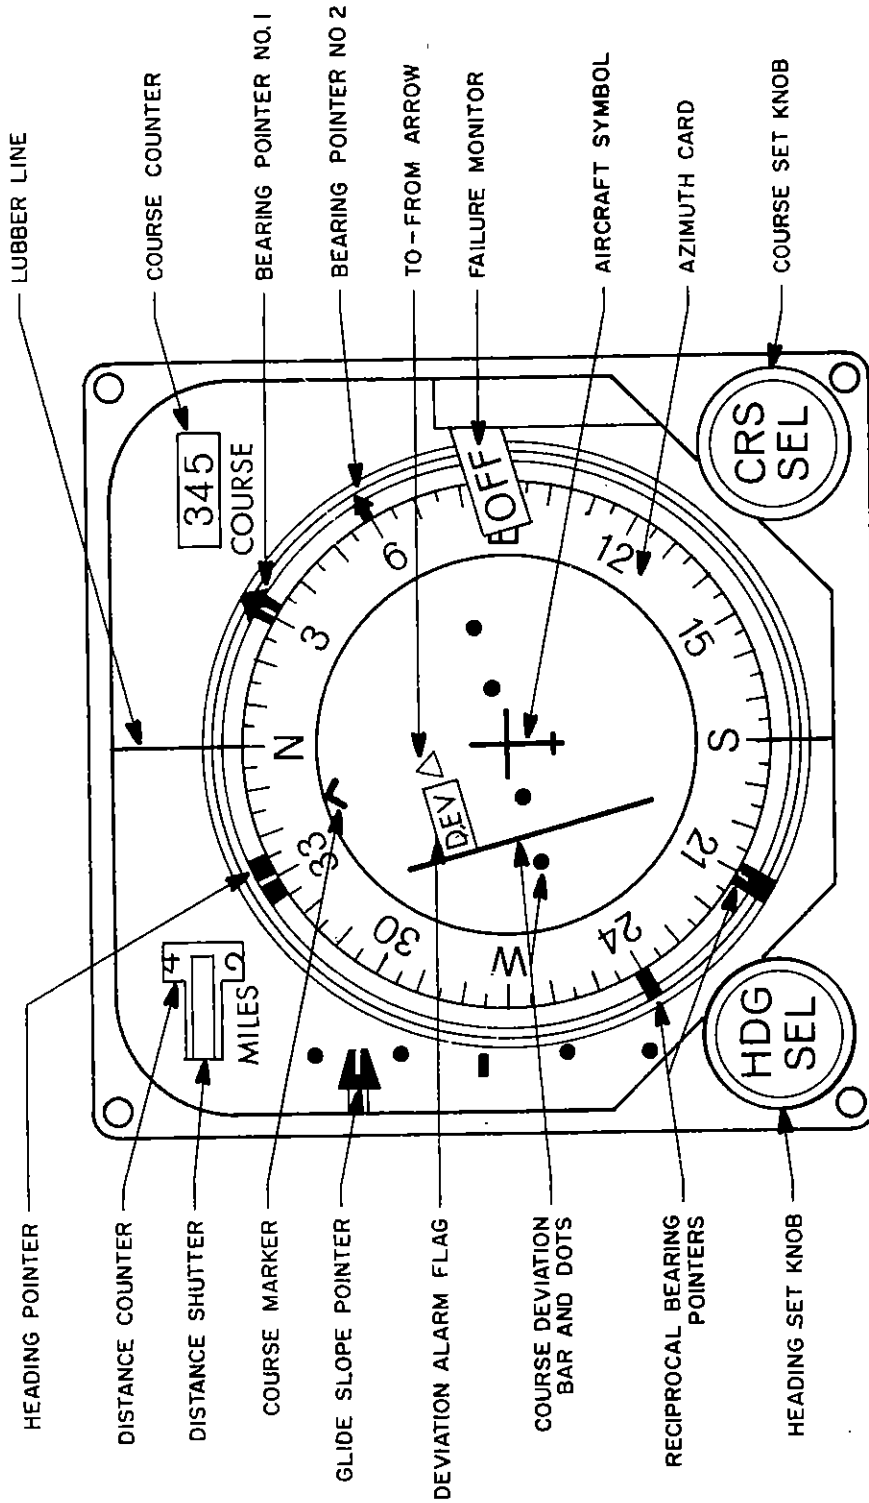 LUBBER LINE
COURSE COUNTER
BEARING POINTER NO.1
BEARING POINTER NO 2
TO-FROM ARROW
FAILURE MONITOR
AIRCRAFT SYMBOL
AZIMUTH CARD
COURSE SET KNOB
HEADING POINTER
DISTANCE COUNTER
DISTANCE SHUTTER
COURSE MARKER
GLIDE SLOPE POINTER
DEVIATION ALARM FLAG
COURSE DEVIATION
BAR AND DOTS
RECIPROCAL BEARING
POINTERS
HEADING SET KNOB
4
2
MILES
345
COURSE
N
3
6
E
OFF
12
15
S
21
24
W
30
33
DEV
HDG
SEL
CRS
SEL